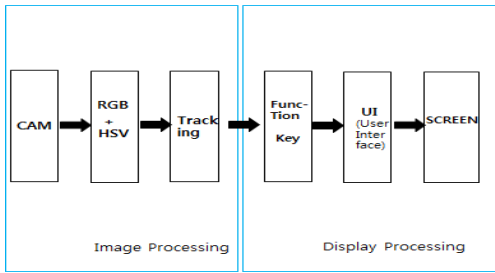 CAM
RGB
+
HSV
Track
ing
Func-
Tion
Key
UI
(User
Inter
face)
SCREEN
Image Processing
Display Processing